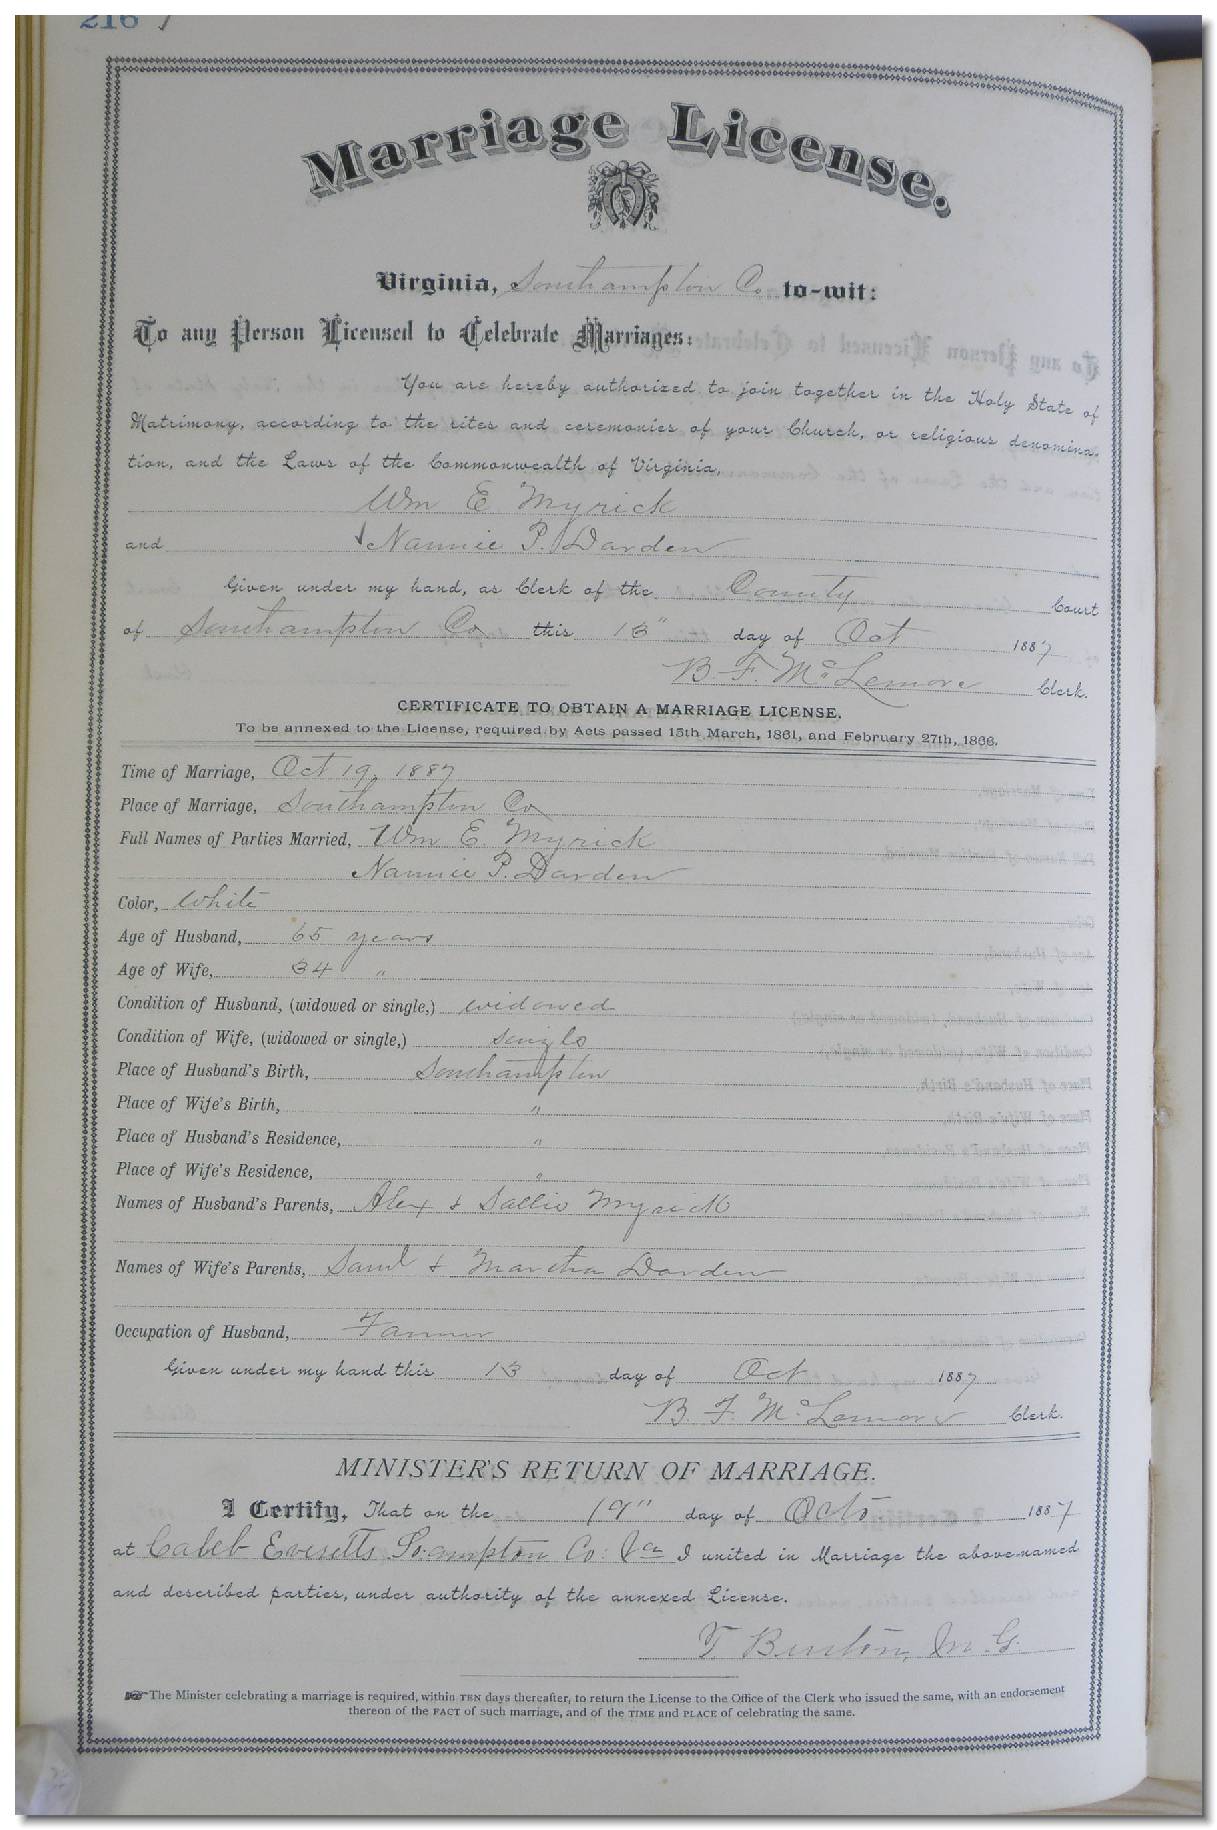 216
Marriage License.
Virginia, Southampton Co to-wit:
To any Person Licensed to Celebrate Marriages:
You are hereby authorized to join together in the Holy State of
Matrimony, according to the rites and ceremonies of your Church, or religious denomina-
tion, and the Laws of the Commonwealth of Virginia,
Wm E Myrick
and Nannie P. Darden
Given under my hand, as Clerk of the County Court
of Southampton Co this 13" day of Oct 1887
B. F. McLemore Clerk.
CERTIFICATE TO OBTAIN A MARRIAGE LICENSE.
To be annexed to the License, required by Acts passed 15th March, 1861, and February 27th, 1866.
Time of Marriage, Oct 19, 1887
Place of Marriage, Southampton Co
Full Names of Parties Married, Wm E. Myrick
Nannie P. Darden
Color, White
Age of Husband, 65 years
Age of Wife, 34 "
Condition of Husband, (widowed or single,) widowed
Condition of Wife, (widowed or single,) single
Place of Husband's Birth, Southampton
Place of Wife's Birth, "
Place of Husband's Residence, "
Place of Wife's Residence, "
Names of Husband's Parents, Alex & Sallie Myrick
Names of Wife's Parents, Saml & Martha Darden
Occupation of Husband, Farmer
Given under my hand this 13 day of Oct 1887
B. F. McLemore Clerk.
MINISTER'S RETURN OF MARRIAGE.
I Certify, That on the 19" day of Octo 1887
at Caleb Everetts So.ampton Co: Va I united in Marriage the above-named
and described parties, under authority of the annexed License.
T Benton, M. G.
The Minister celebrating a marriage is required, within TEN days thereafter, to return the License to the Office of the Clerk who issued the same, with an endorsement
thereon of the FACT of such marriage, and of the TIME and PLACE of celebrating the same.